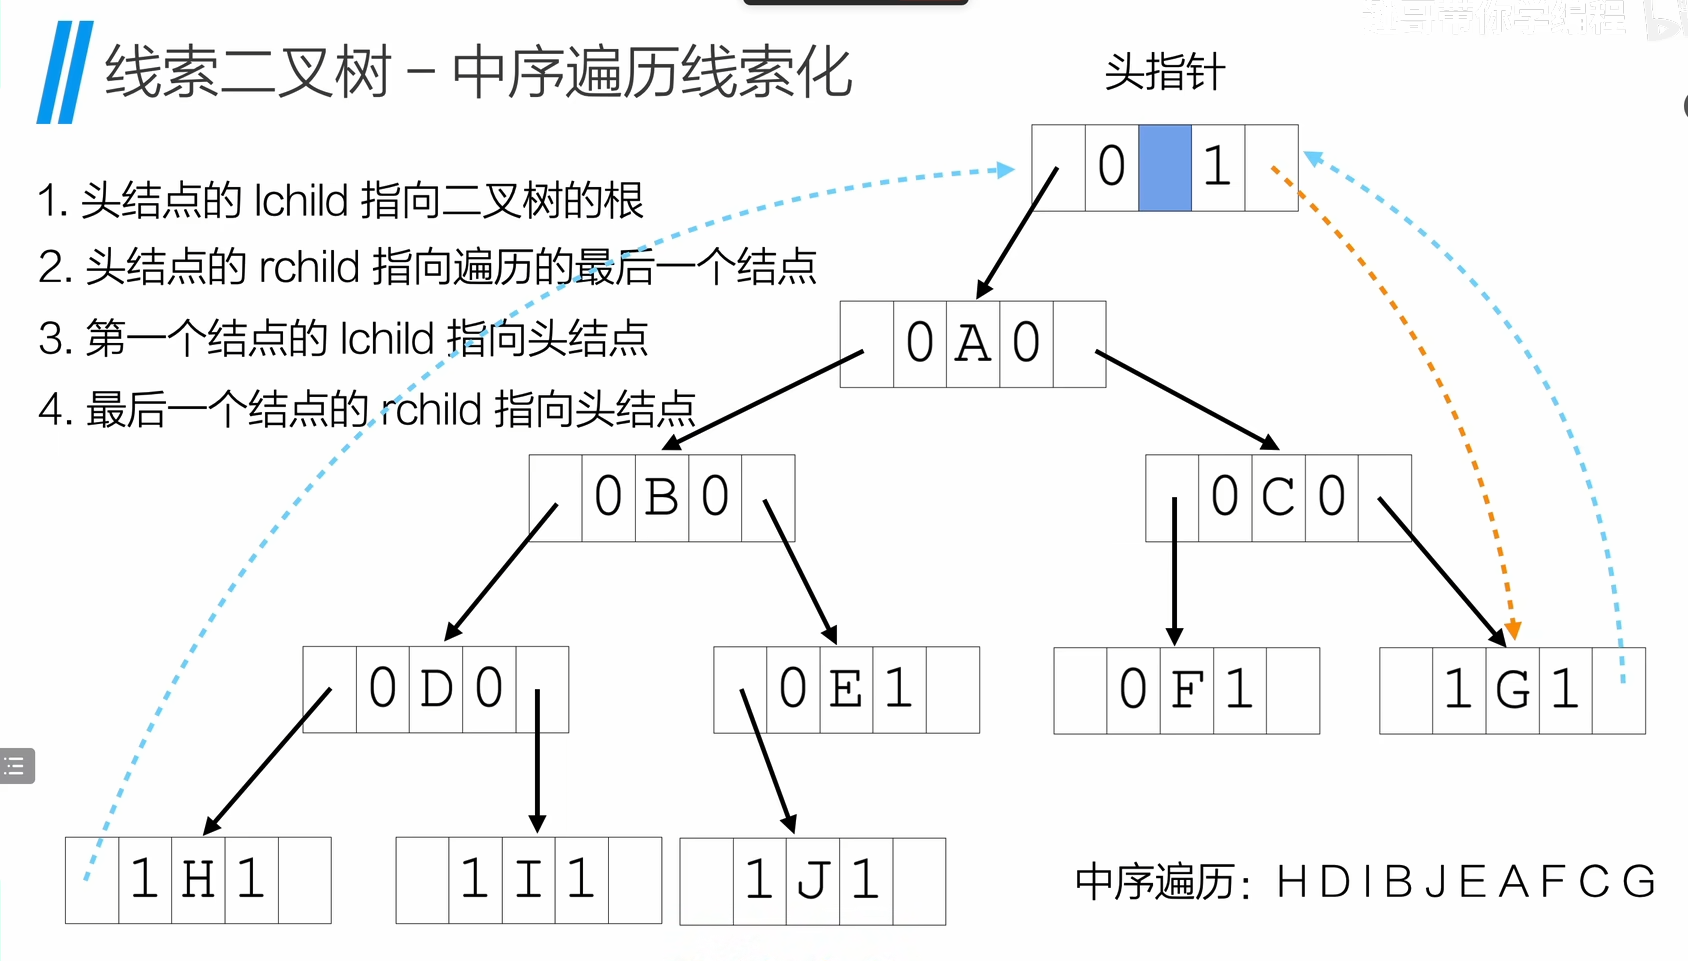 线索二叉树 – 中序遍历线索化
头指针
0 1
1. 头结点的 lchild 指向二叉树的根
2. 头结点的 rchild 指向遍历的最后一个结点
3. 第一个结点的 lchild 指向头结点
4. 最后一个结点的 rchild 指向头结点
0 A 0
0 B 0
0 C 0
0 D 0
0 E 1
0 F 1
1 G 1
1 H 1
1 I 1
1 J 1
中序遍历：H D I B J E A F C G